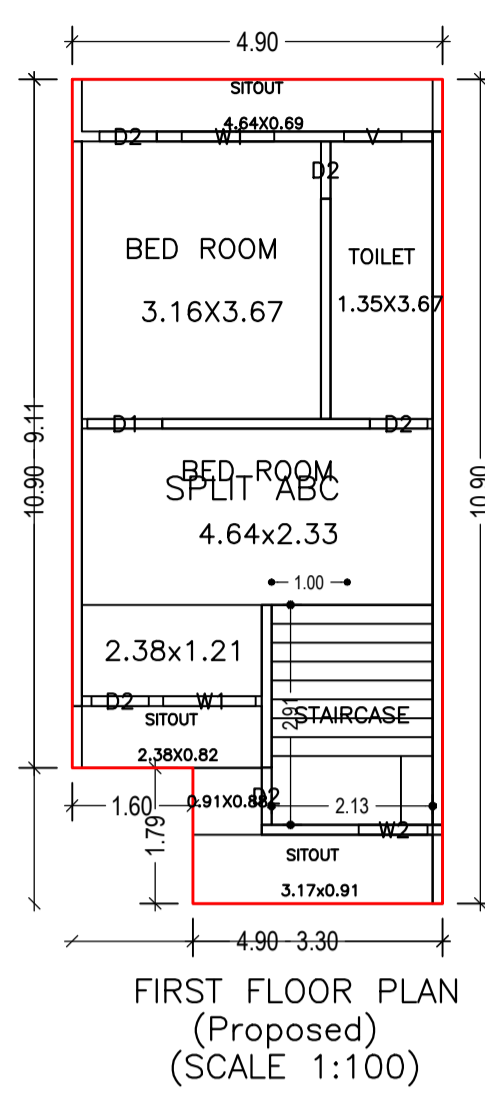 4.90
SITOUT
4.64X0.69
D2 W1 V
D2
BED ROOM
TOILET
3.16X3.67
1.35X3.67
10.90 9.11
10.90
D1 D2
BED ROOM
SPLIT ABC
4.64x2.33
1.00
2.38x1.21
2.91
D2 W1
STAIRCASE
SITOUT
2.38X0.82
1.60
0.91X0.88
D2
2.13
1.79
W2
SITOUT
3.17x0.91
4.90 3.30
FIRST FLOOR PLAN
(Proposed)
(SCALE 1:100)